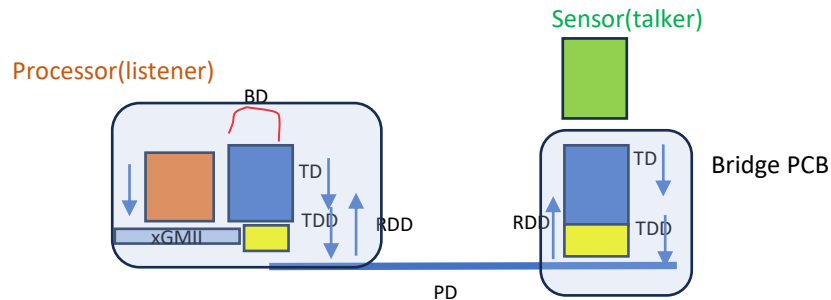 Sensor(talker)
Processor(listener)
BD
TD
TD
Bridge PCB
TDD
RDD
RDD
TDD
xGMII
PD